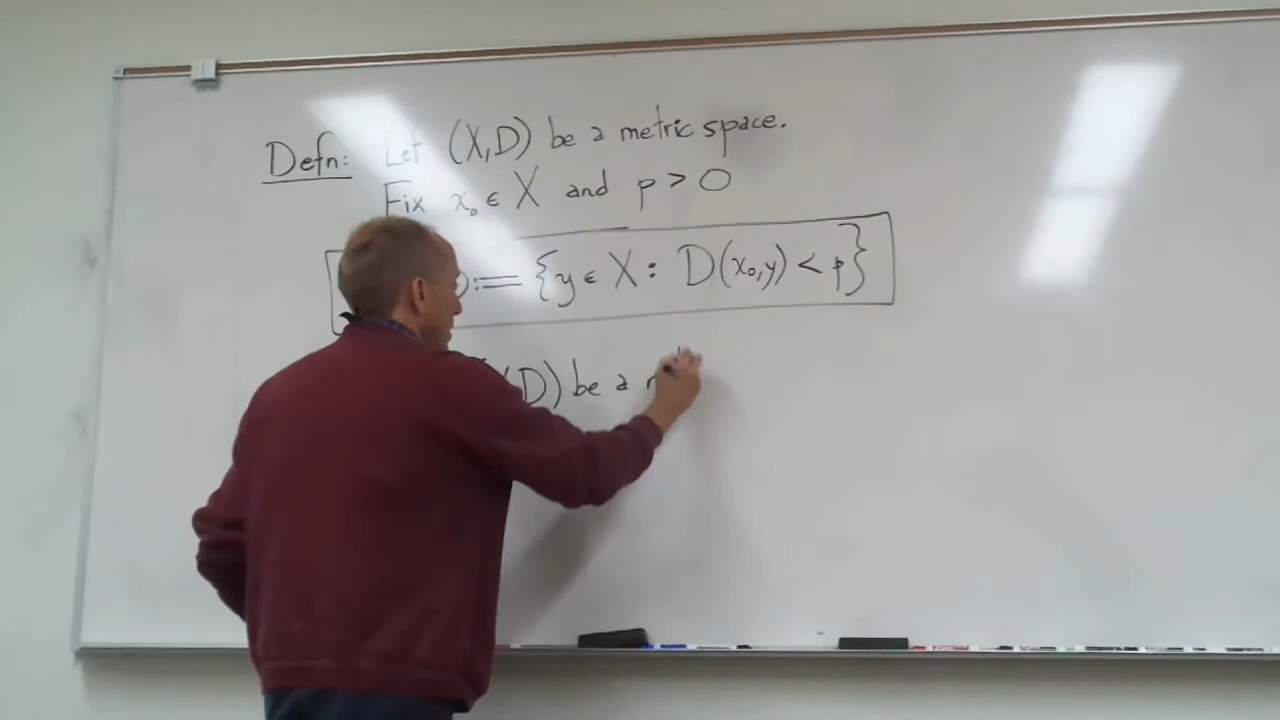 Defn: Let (X,D) be a metric space.
Fix x₀ ∈ X and p > 0
):= {y ∈ X : D(x₀,y) < p}
D) be a